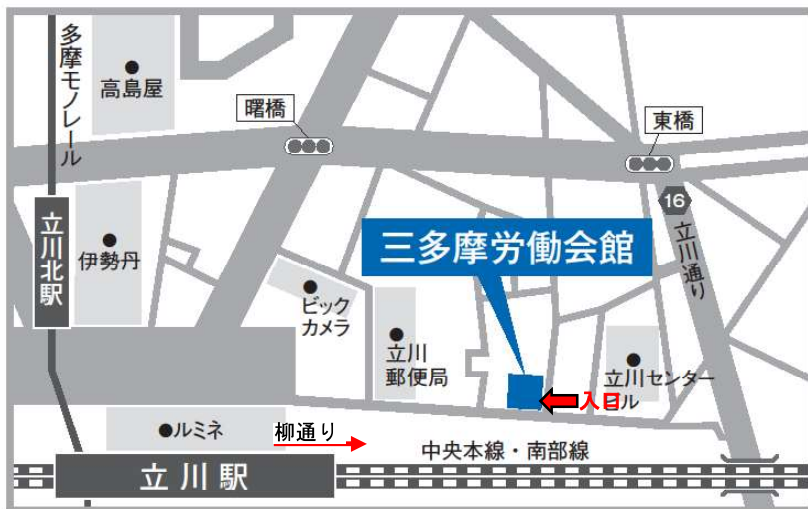 多摩モノレール
高島屋
曙橋
東橋
16
立川通り
立川北駅
伊勢丹
三多摩労働会館
ビック
カメラ
立川
郵便局
立川センター
ビル
入口
ルミネ
柳通り
中央本線・南部線
立川駅